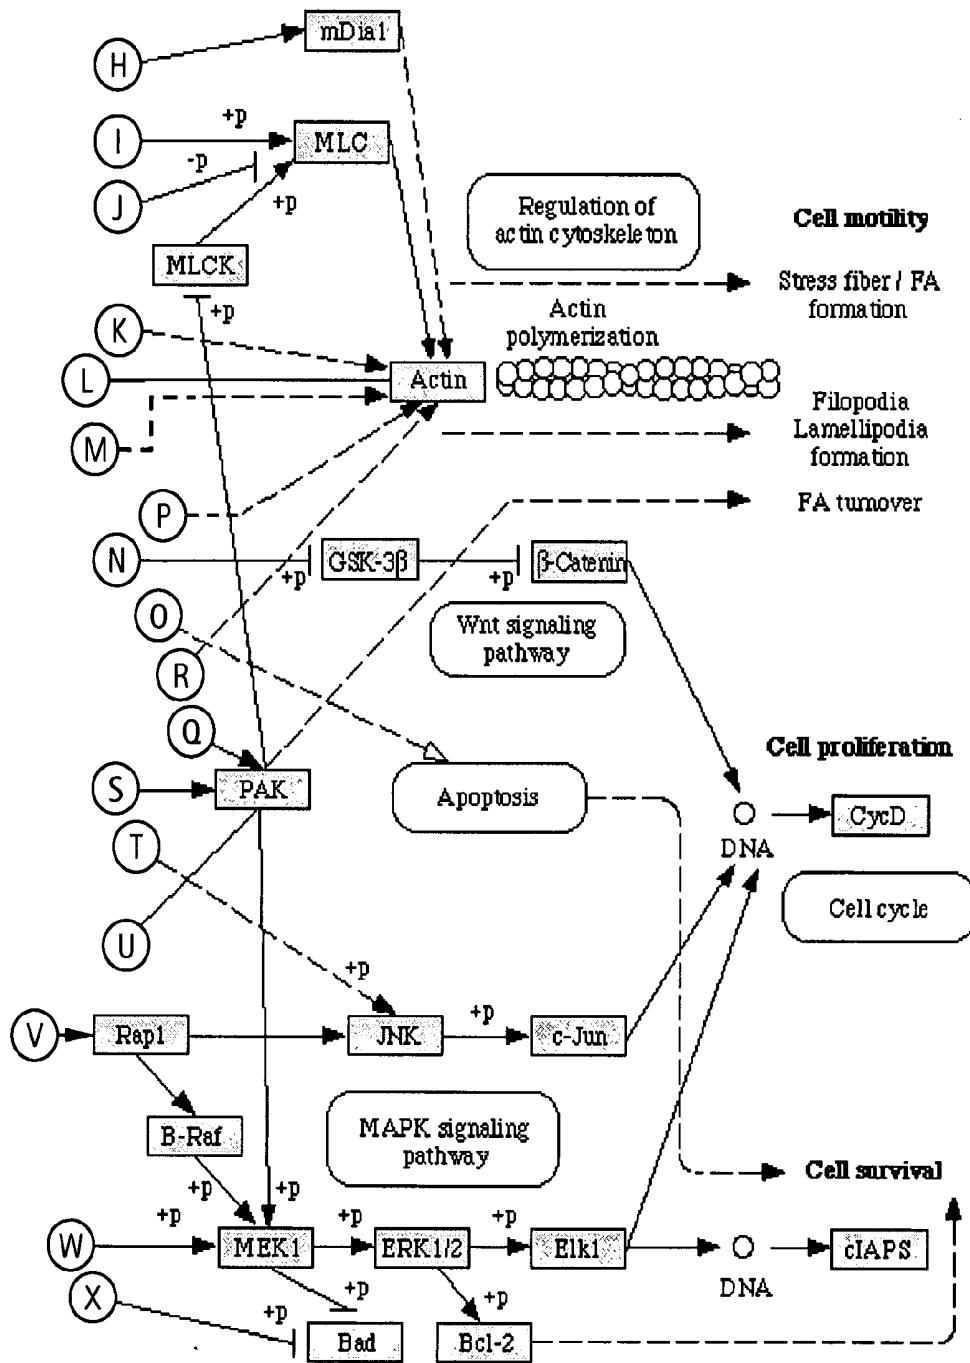 mDia1
H
+p
I
MLC
-p
J
+p
Regulation of
actin cytoskeleton
Cell motility
MLCK
+p
Stress fiber / FA
formation
K
Actin
polymerization
L
Actin
Filopodia
Lamellipodia
formation
M
P
FA turnover
N
+p
GSK-3β
+p
β-Catenin
O
Wnt signaling
pathway
R
Q
Cell proliferation
S
PAK
Apoptosis
CycD
T
DNA
Cell cycle
U
+p
V
Rap1
JNK
+p
c-Jun
B-Raf
MAPK signaling
pathway
+p
+p
Cell survival
W
+p
MEK1
+p
ERK1/2
+p
Elk1
cIAPS
DNA
X
+p
+p
+p
Bad
Bcl-2